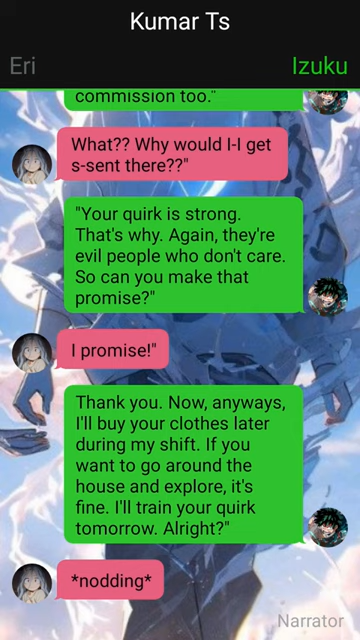 Kumar Ts
Eri
Izuku
commission too."
What?? Why would I-I get
s-sent there??"
"Your quirk is strong.
That's why. Again, they're
evil people who don't care.
So can you make that
promise?"
I promise!"
Thank you. Now, anyways,
I'll buy your clothes later
during my shift. If you
want to go around the
house and explore, it's
fine. I'll train your quirk
tomorrow. Alright?"
*nodding*
Narrator